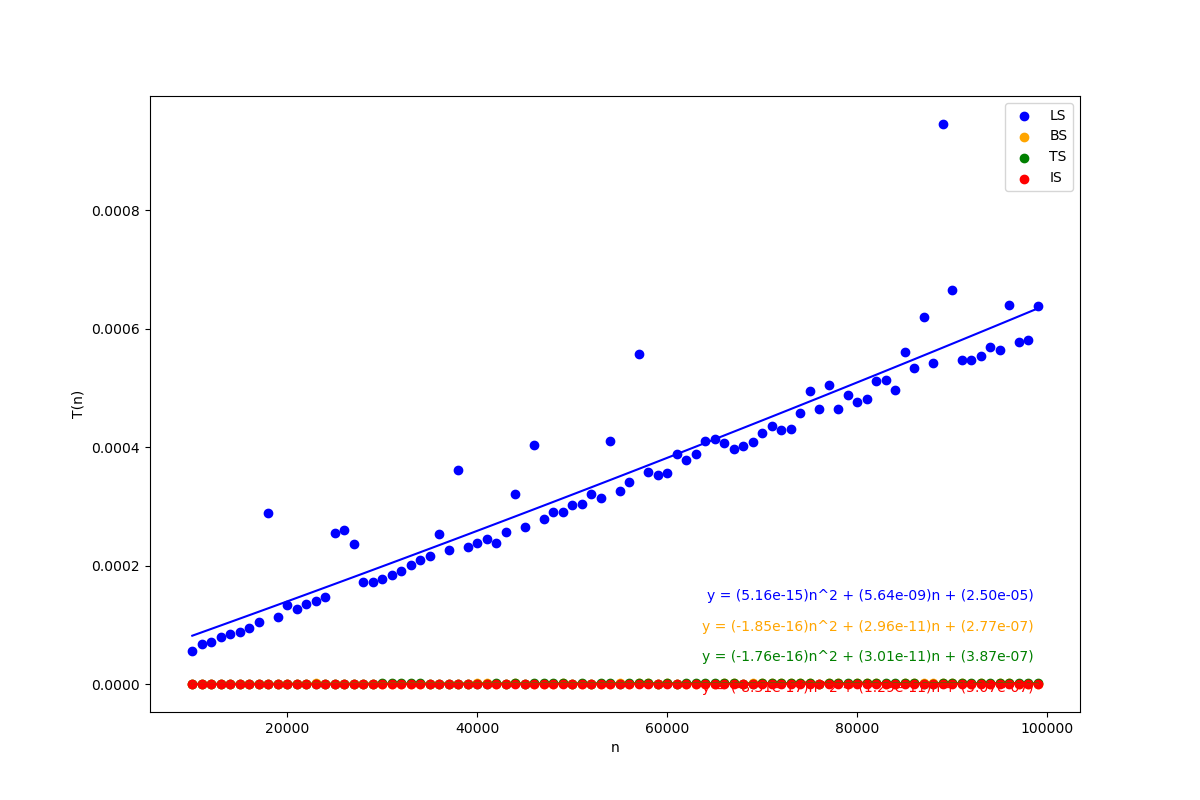 LS
BS
TS
IS
0.0008
0.0006
0.0004
0.0002
0.0000
T(n)
y = (5.16e-15)n^2 + (5.64e-09)n + (2.50e-05)
y = (-1.85e-16)n^2 + (2.96e-11)n + (2.77e-07)
y = (-1.76e-16)n^2 + (3.01e-11)n + (3.87e-07)
20000
40000
60000
80000
100000
n